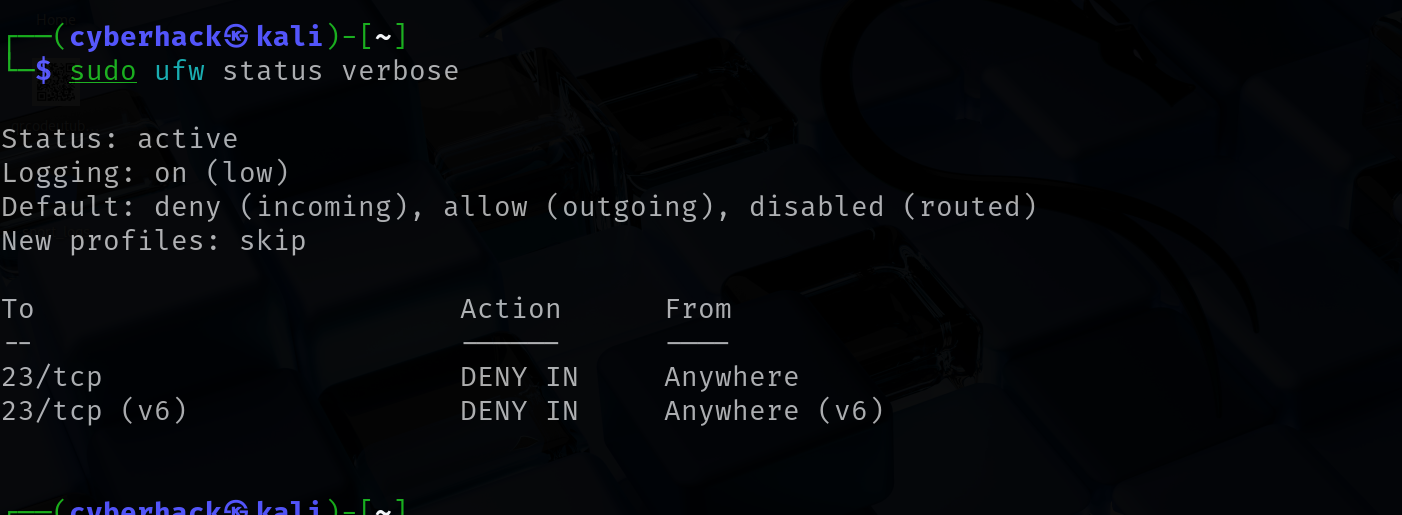 ┌──(cyberhack㉿kali)-[~]
└─$ sudo ufw status verbose
Status: active
Logging: on (low)
Default: deny (incoming), allow (outgoing), disabled (routed)
New profiles: skip
To                         Action      From
--                         ------      ----
23/tcp                     DENY IN     Anywhere
23/tcp (v6)                DENY IN     Anywhere (v6)
┌──(cyberhack㉿kali)-[~]